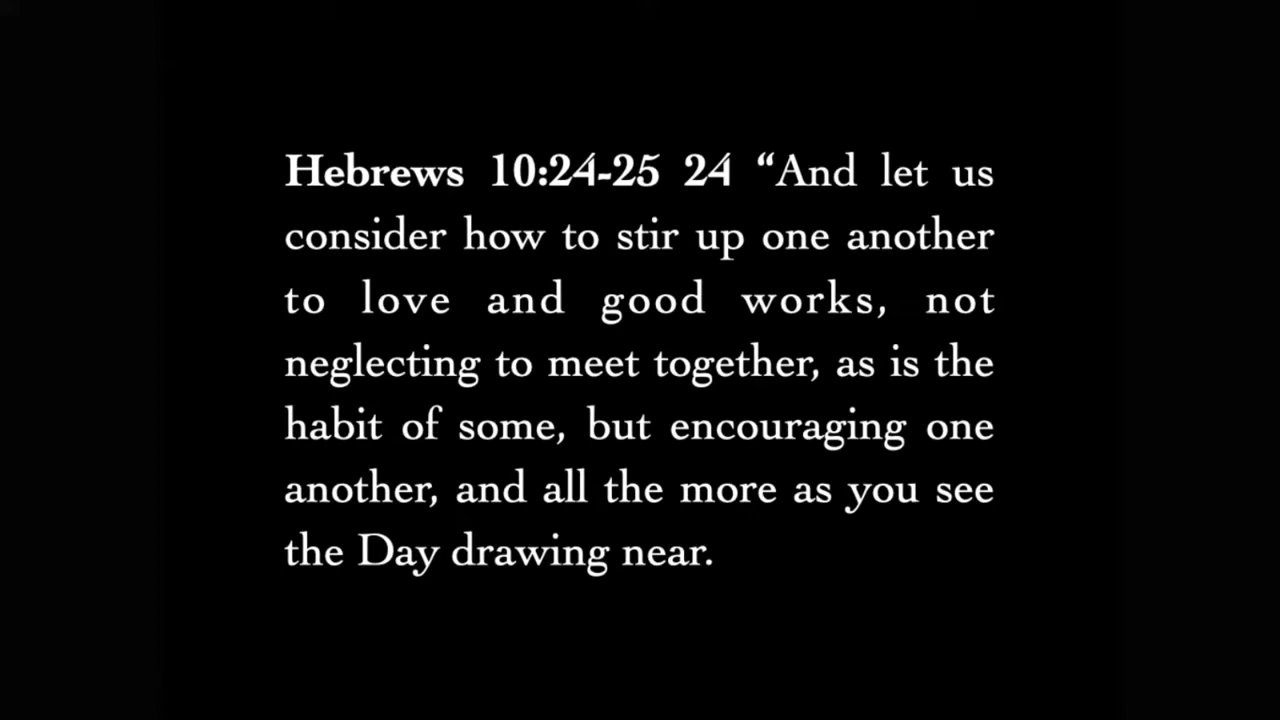 Hebrews 10:24-25 24 “And let us
consider how to stir up one another
to love and good works, not
neglecting to meet together, as is the
habit of some, but encouraging one
another, and all the more as you see
the Day drawing near.